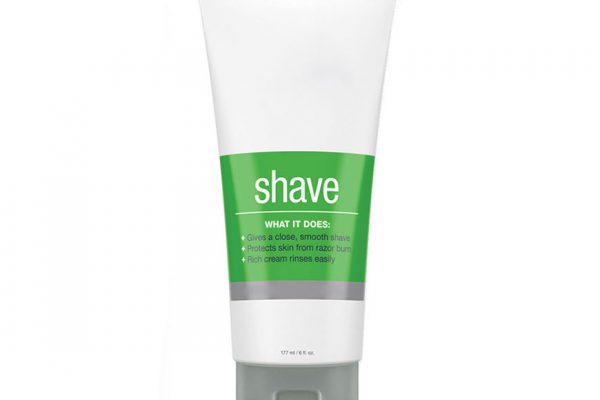 shave
WHAT IT DOES:
+ Gives a close, smooth shave
+ Protects skin from razor burn
+ Rich cream rinses easily
177 ml / 6 fl. oz.